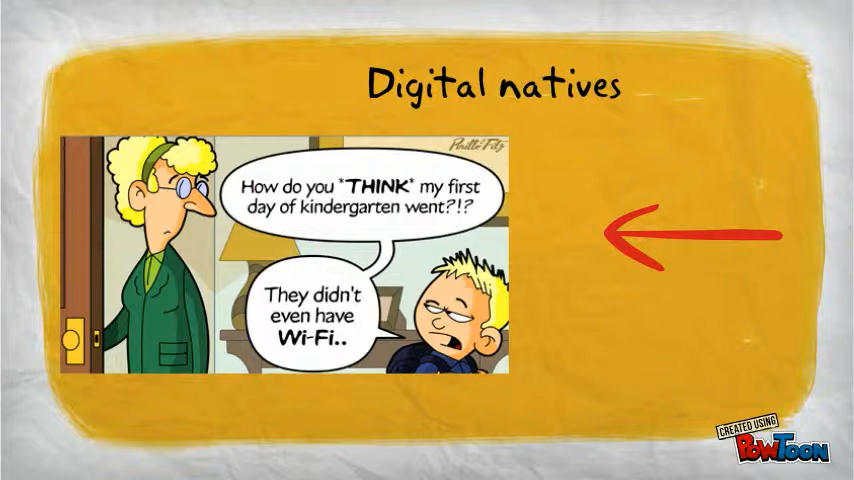 Digital natives
How do you *THINK* my first
day of kindergarten went?!?
They didn't
even have
Wi-Fi..
CREATED USING
POWTOON